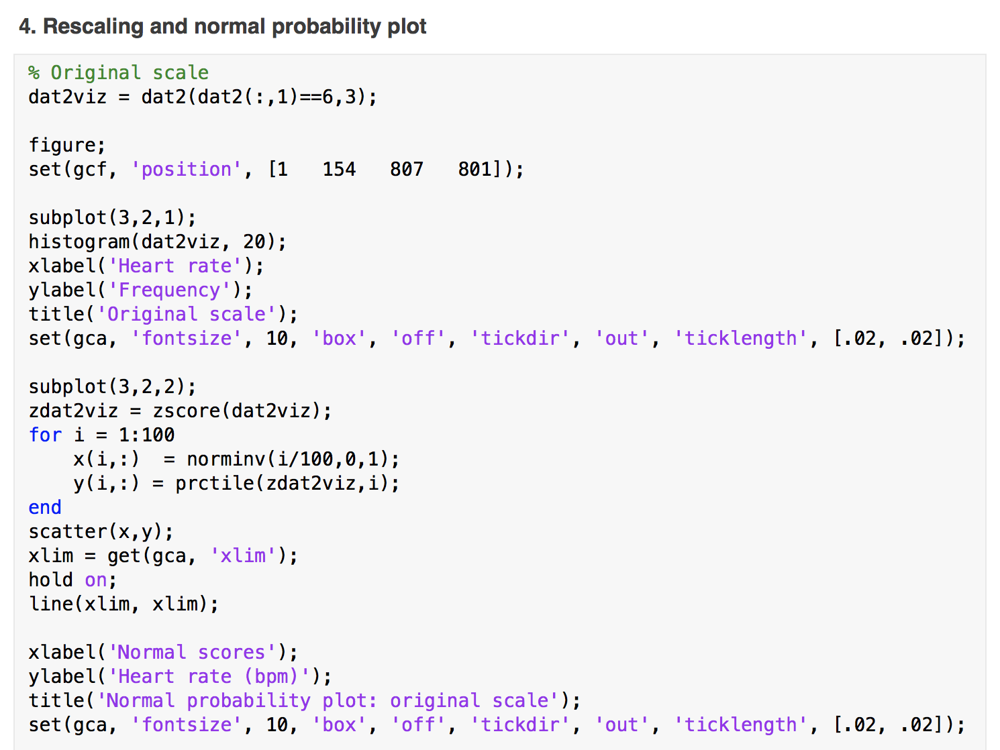 4. Rescaling and normal probability plot
% Original scale
dat2viz = dat2(dat2(:,1)==6,3);
figure;
set(gcf, 'position', [1   154   807   801]);
subplot(3,2,1);
histogram(dat2viz, 20);
xlabel('Heart rate');
ylabel('Frequency');
title('Original scale');
set(gca, 'fontsize', 10, 'box', 'off', 'tickdir', 'out', 'ticklength', [.02, .02]);
subplot(3,2,2);
zdat2viz = zscore(dat2viz);
for i = 1:100
    x(i,:)  = norminv(i/100,0,1);
    y(i,:) = prctile(zdat2viz,i);
end
scatter(x,y);
xlim = get(gca, 'xlim');
hold on;
line(xlim, xlim);
xlabel('Normal scores');
ylabel('Heart rate (bpm)');
title('Normal probability plot: original scale');
set(gca, 'fontsize', 10, 'box', 'off', 'tickdir', 'out', 'ticklength', [.02, .02]);